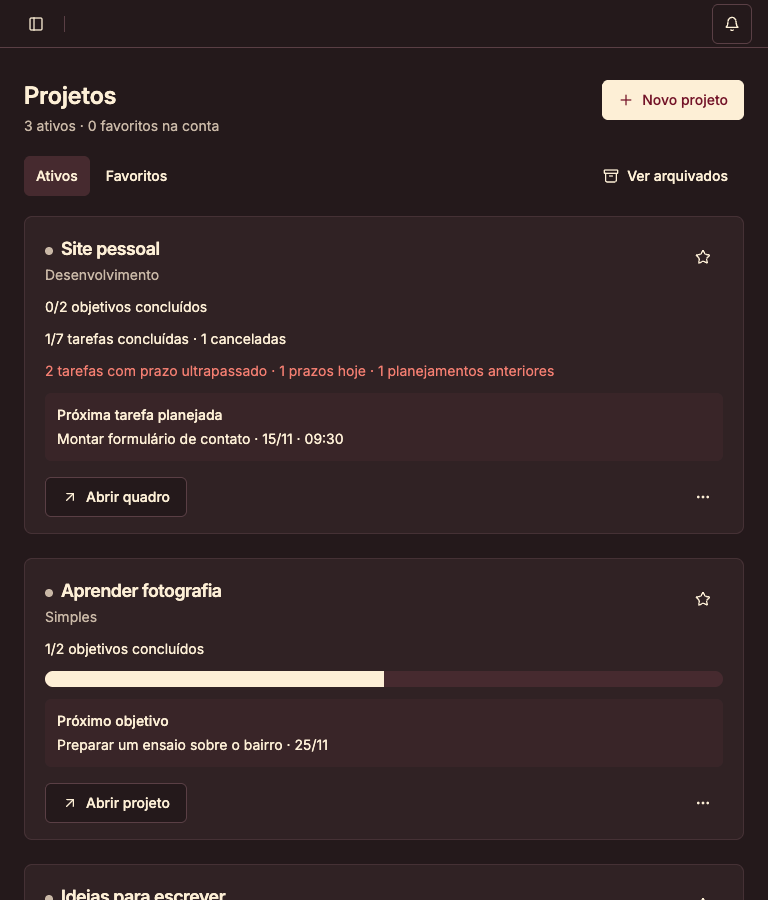 Projetos
Novo projeto
3 ativos · 0 favoritos na conta
Ativos
Favoritos
Ver arquivados
Site pessoal
Desenvolvimento
0/2 objetivos concluídos
1/7 tarefas concluídas · 1 canceladas
2 tarefas com prazo ultrapassado · 1 prazos hoje · 1 planejamentos anteriores
Próxima tarefa planejada
Montar formulário de contato · 15/11 · 09:30
Abrir quadro
Aprender fotografia
Simples
1/2 objetivos concluídos
Próximo objetivo
Preparar um ensaio sobre o bairro · 25/11
Abrir projeto
Ideias para escrever